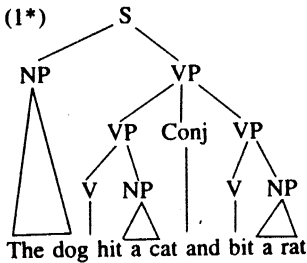 (1*) S
NP VP
VP Conj VP
V NP V NP
The dog hit a cat and bit a rat